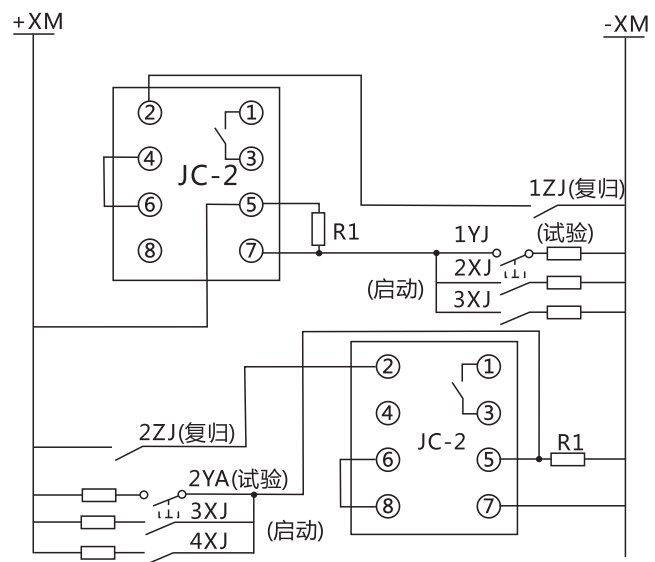 +XM
-XM
② ①
④ ③
JC-2
⑥ ⑤
⑧ ⑦
R1
1ZJ(复归)
1YJ (试验)
2XJ
(启动)
3XJ
② ①
④ ③
JC-2
⑥ ⑤
⑧ ⑦
R1
2ZJ(复归)
2YA(试验)
3XJ
(启动)
4XJ